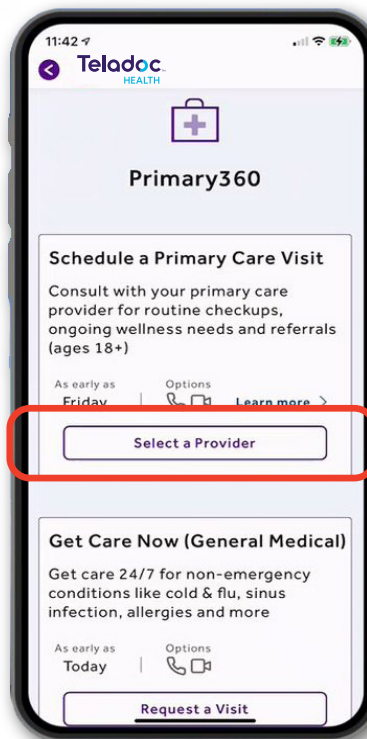 11:42
Teladoc
HEALTH
Primary360
Schedule a Primary Care Visit
Consult with your primary care
provider for routine checkups,
ongoing wellness needs and referrals
(ages 18+)
As early as Options
Friday Learn more >
Select a Provider
Get Care Now (General Medical)
Get care 24/7 for non-emergency
conditions like cold & flu, sinus
infection, allergies and more
As early as Options
Today
Request a Visit